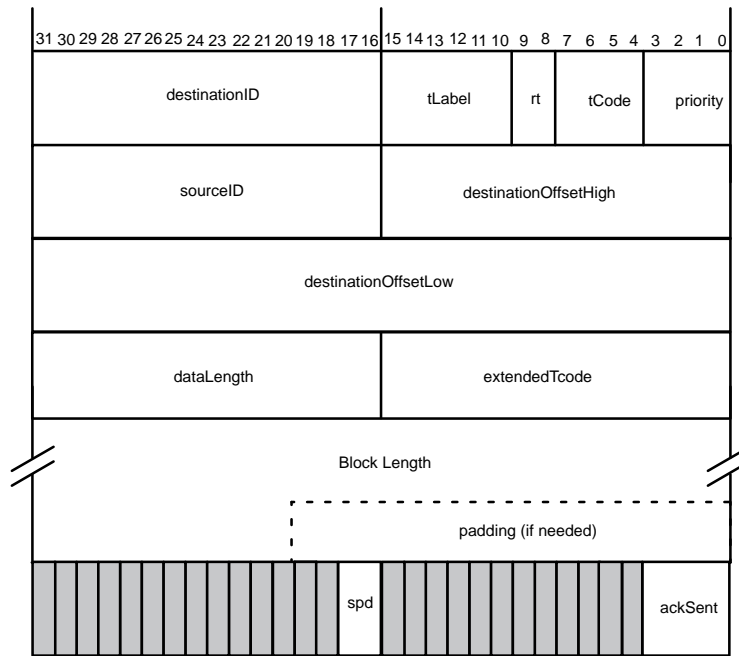 31 30 29 28 27 26 25 24 23 22 21 20 19 18 17 16 15 14 13 12 11 10 9 8 7 6 5 4 3 2 1 0
destinationID tLabel rt tCode priority
sourceID destinationOffsetHigh
destinationOffsetLow
dataLength extendedTcode
Block Length
padding (if needed)
spd ackSent